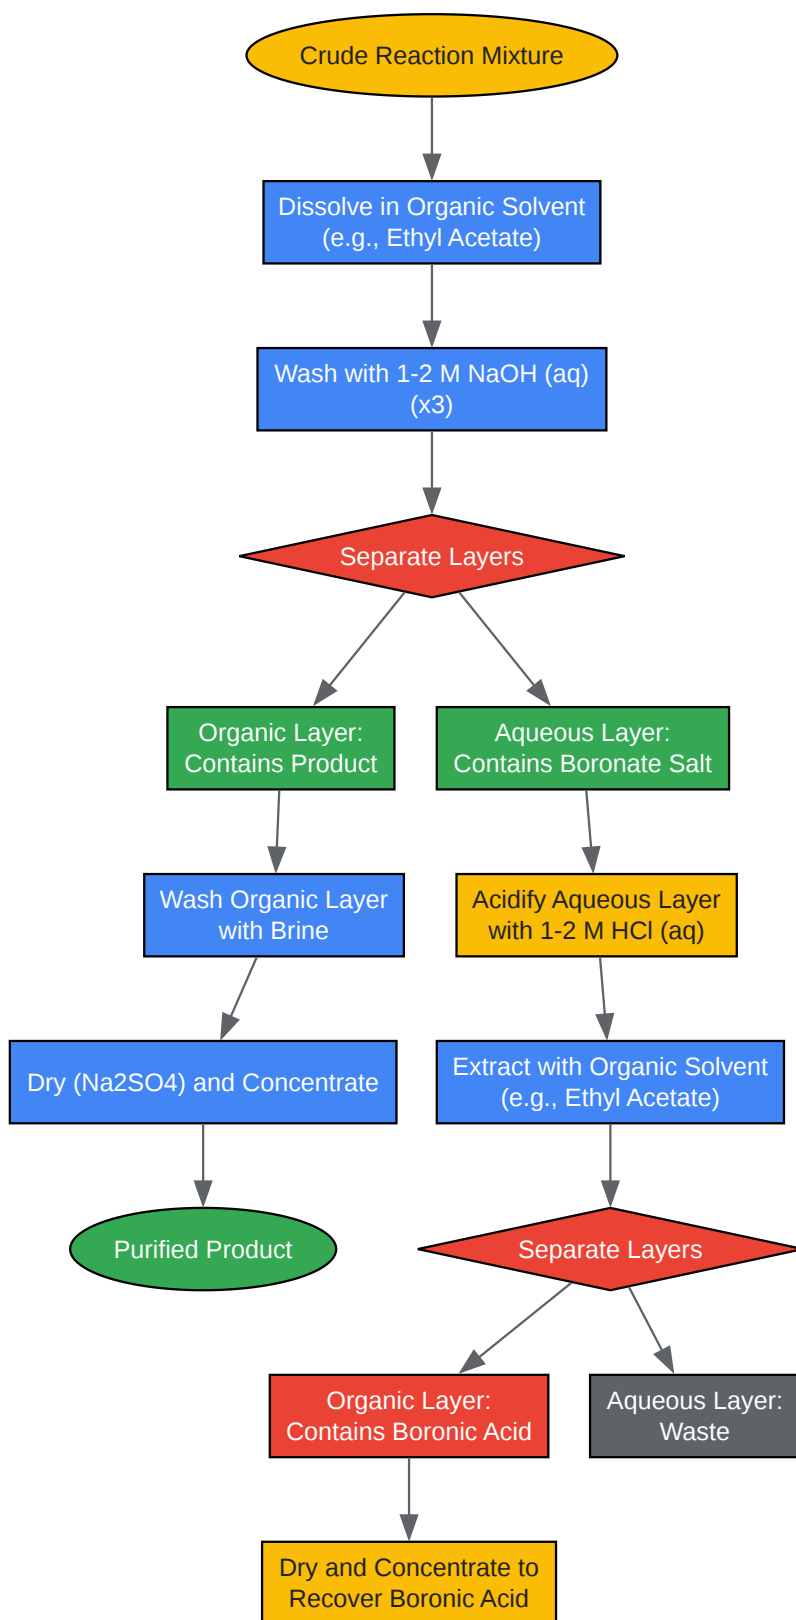 Crude Reaction Mixture
Dissolve in Organic Solvent
(e.g., Ethyl Acetate)
Wash with 1-2 M NaOH (aq)
(x3)
Separate Layers
Organic Layer:
Contains Product
Aqueous Layer:
Contains Boronate Salt
Wash Organic Layer
with Brine
Acidify Aqueous Layer
with 1-2 M HCl (aq)
Dry (Na2SO4) and Concentrate
Extract with Organic Solvent
(e.g., Ethyl Acetate)
Purified Product
Separate Layers
Organic Layer:
Contains Boronic Acid
Aqueous Layer:
Waste
Dry and Concentrate to
Recover Boronic Acid